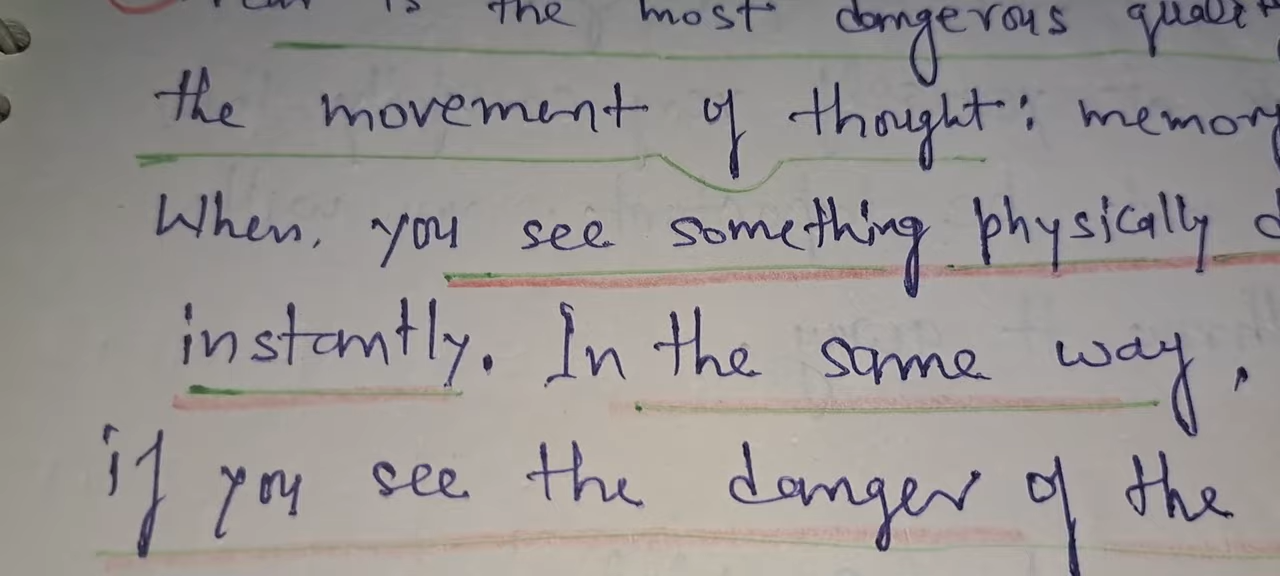 is the most dangerous
the movement of thought: memory
When, you see something physically
instantly. In the same way,
if you see the danger of the